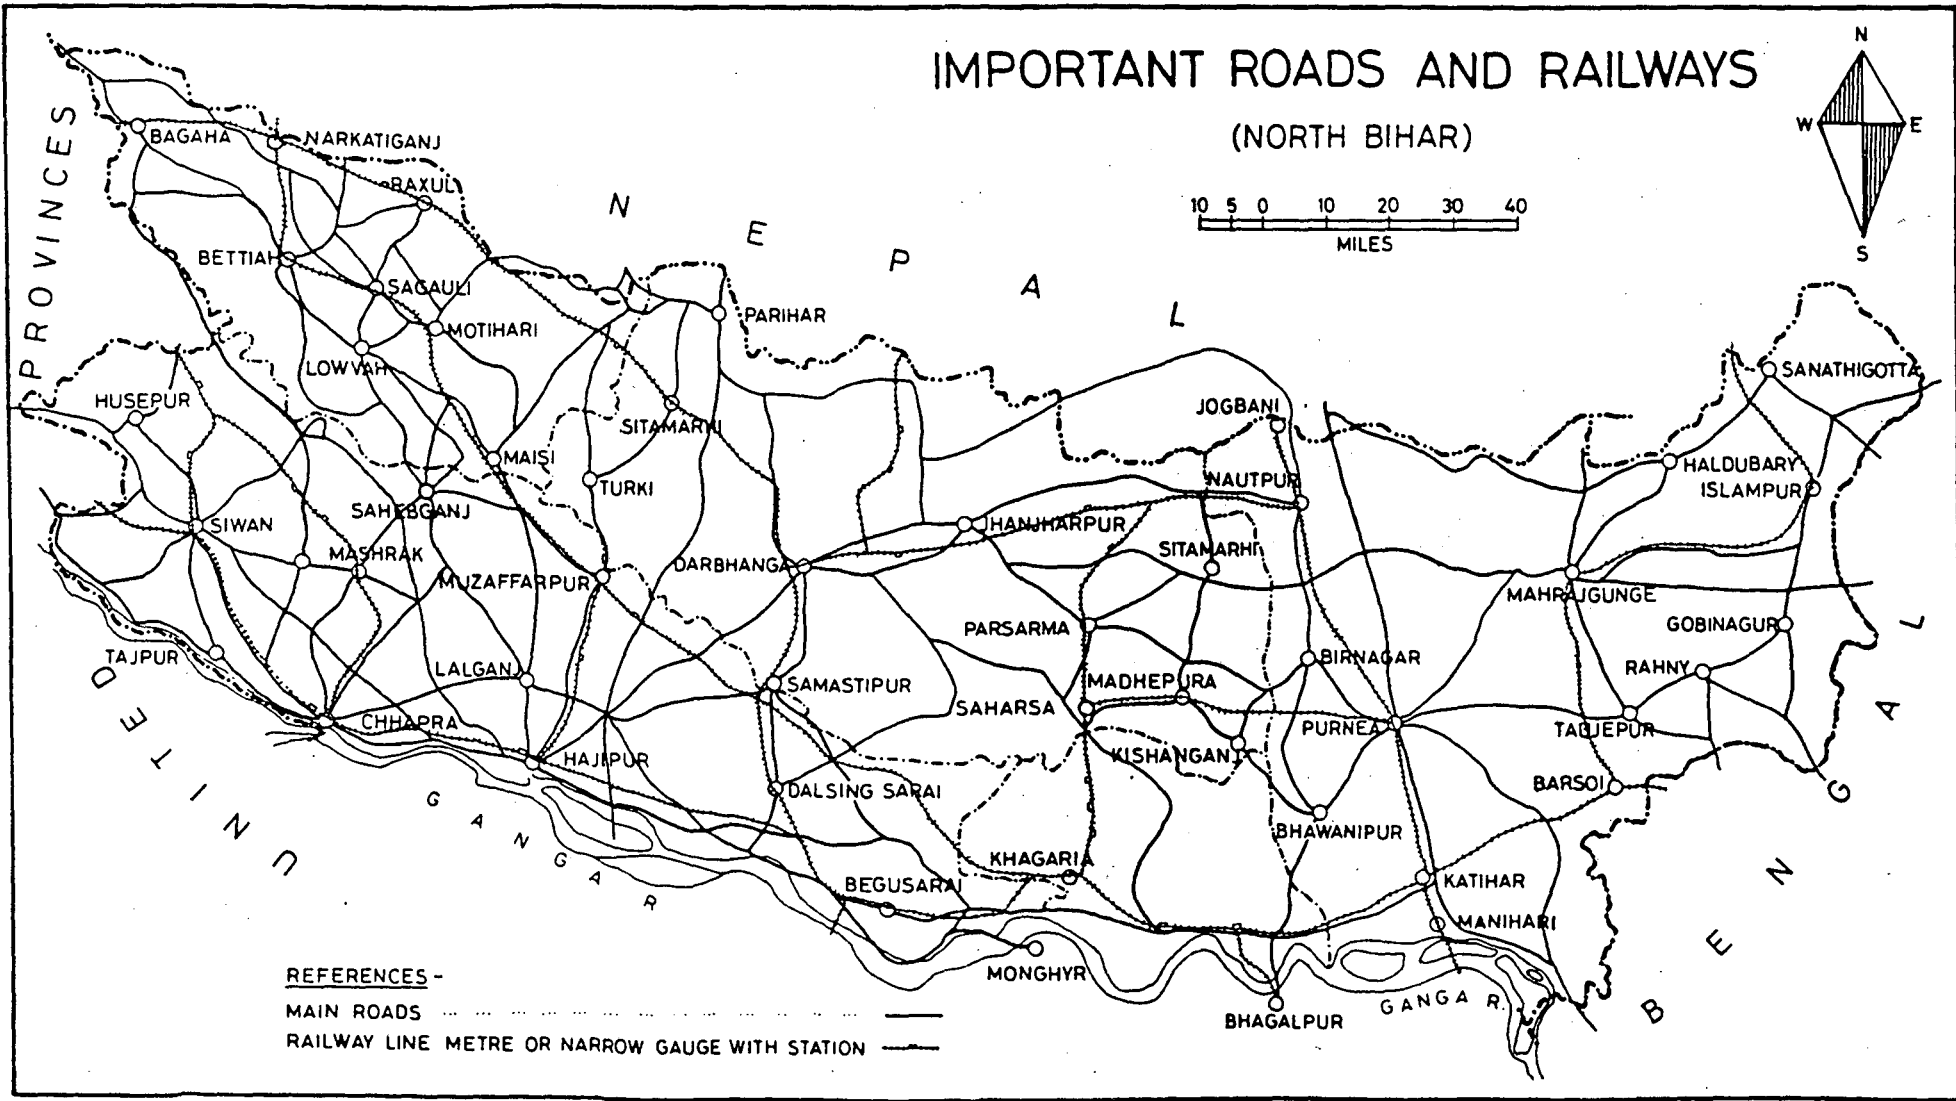 IMPORTANT ROADS AND RAILWAYS
(NORTH BIHAR)
N
W E
S
10 5 0 10 20 30 40
MILES
UNITED PROVINCES
NEPAL
BENGAL
BAGAHA
NARKATIGANJ
RAXUL
BETTIAH
SAGAULI
MOTIHARI
PARIHAR
LOWVAH
HUSEPUR
SITAMARHI
JOGBANI
SANATHIGOTTA
MAISI
TURKI
NAUTPUR
HALDUBARY
ISLAMPUR
SAHEBGANJ
SIWAN
JHANJHARPUR
MASHRAK
MUZAFFARPUR
DARBHANGA
SITAMARHI
MAHRAJGUNGE
PARSARMA
GOBINAGUR
TAJPUR
LALGANJ
SAMASTIPUR
MADHEPURA
BIRNAGAR
RAHNY
SAHARSA
CHHAPRA
PURNEA
TADJEPUR
HAJIPUR
KISHANGANJ
DALSING SARAI
BARSOI
GANGA R
BHAWANIPUR
KHAGARIA
BEGUSARAI
KATIHAR
MANIHARI
MONGHYR
GANGA R.
BHAGALPUR
REFERENCES-
MAIN ROADS
RAILWAY LINE METRE OR NARROW GAUGE WITH STATION